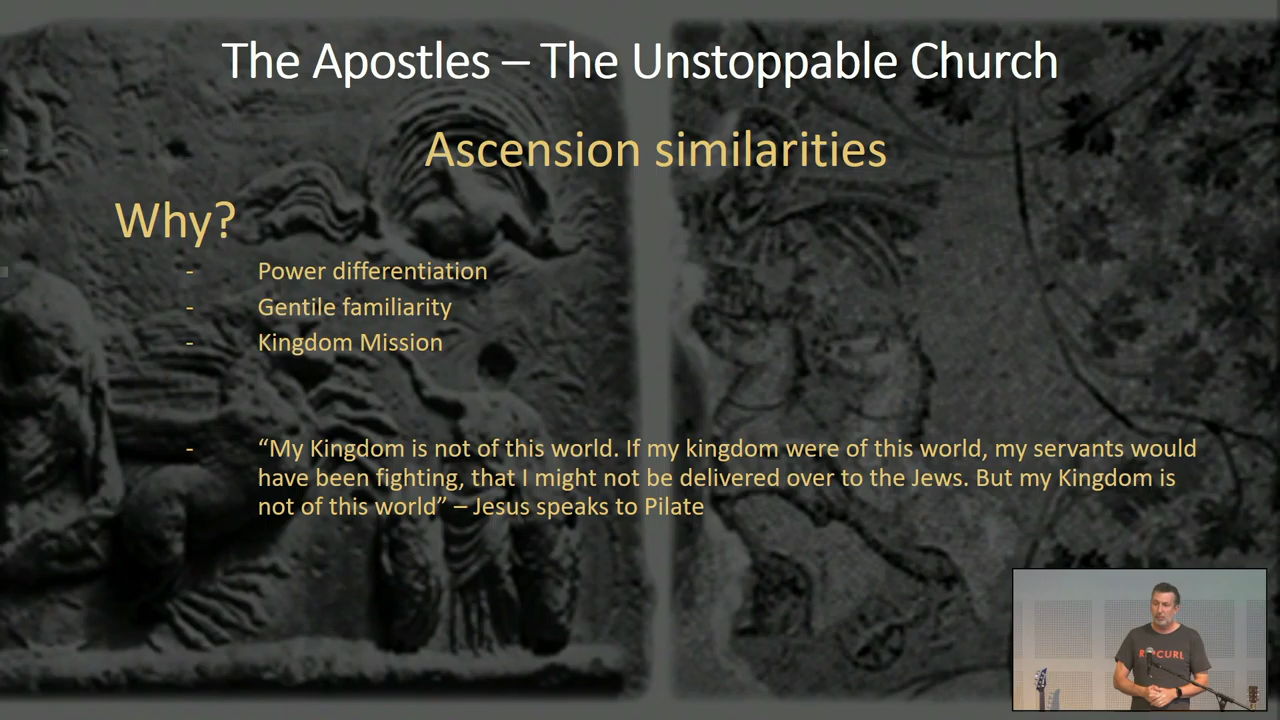 The Apostles – The Unstoppable Church
Ascension similarities
Why?
- Power differentiation
- Gentile familiarity
- Kingdom Mission
- “My Kingdom is not of this world. If my kingdom were of this world, my servants would
have been fighting, that I might not be delivered over to the Jews. But my Kingdom is
not of this world” – Jesus speaks to Pilate
RIPCURL